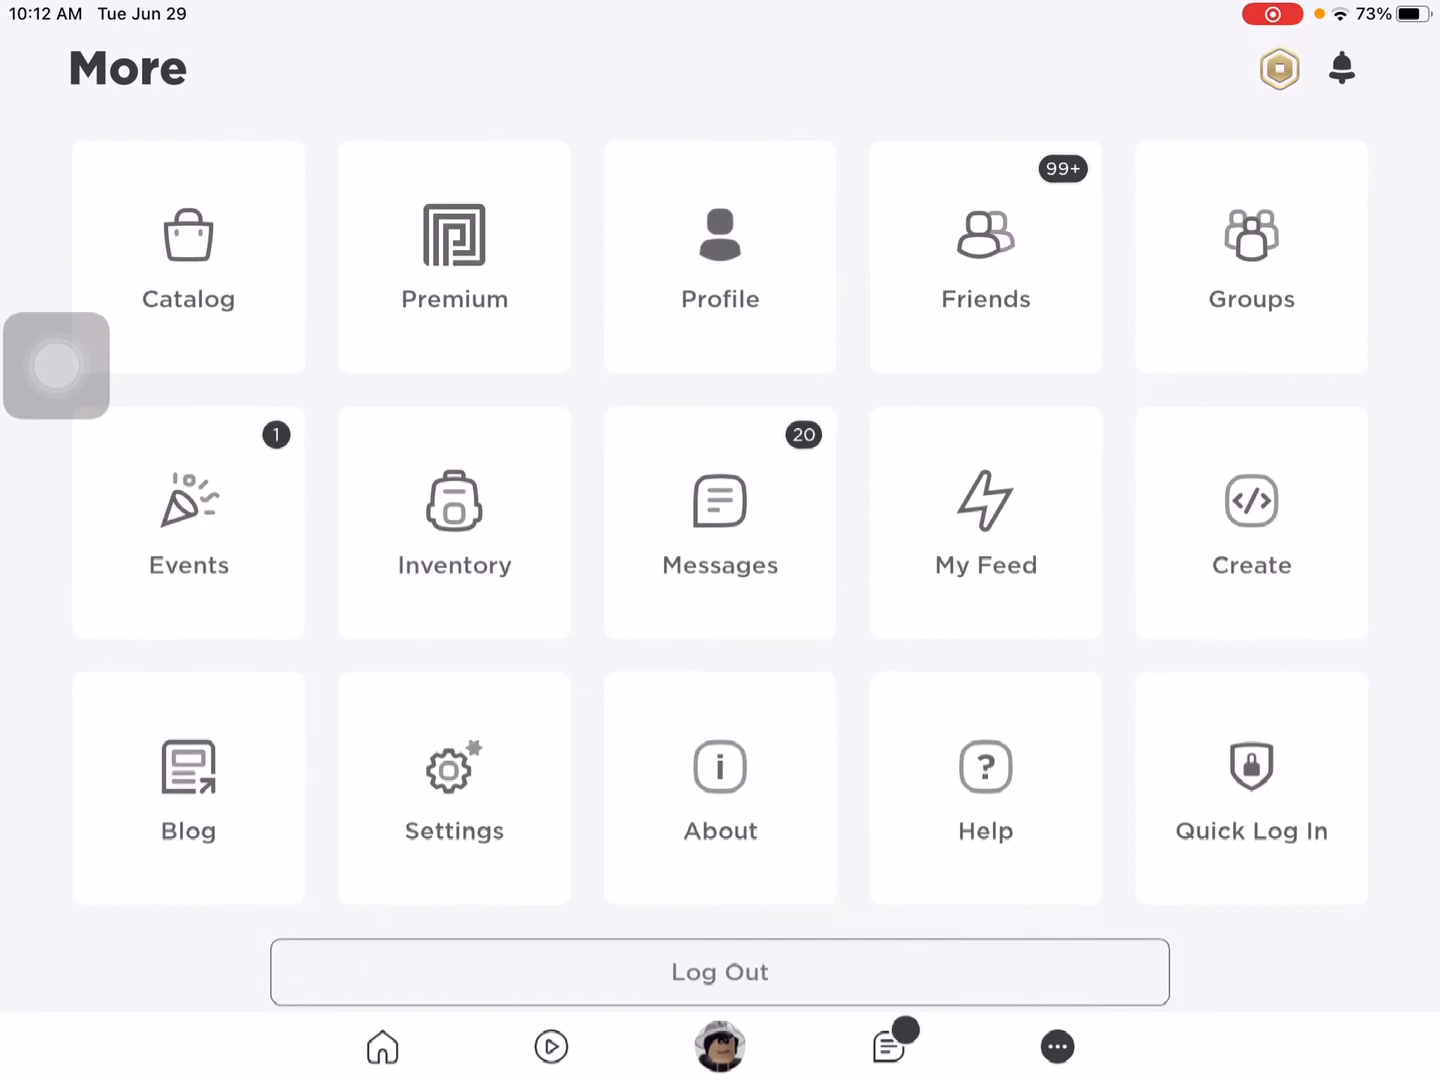 10:12 AM Tue Jun 29
73%
More
99+
Catalog
Premium
Profile
Friends
Groups
1
20
Events
Inventory
Messages
My Feed
Create
Blog
Settings
About
Help
Quick Log In
Log Out